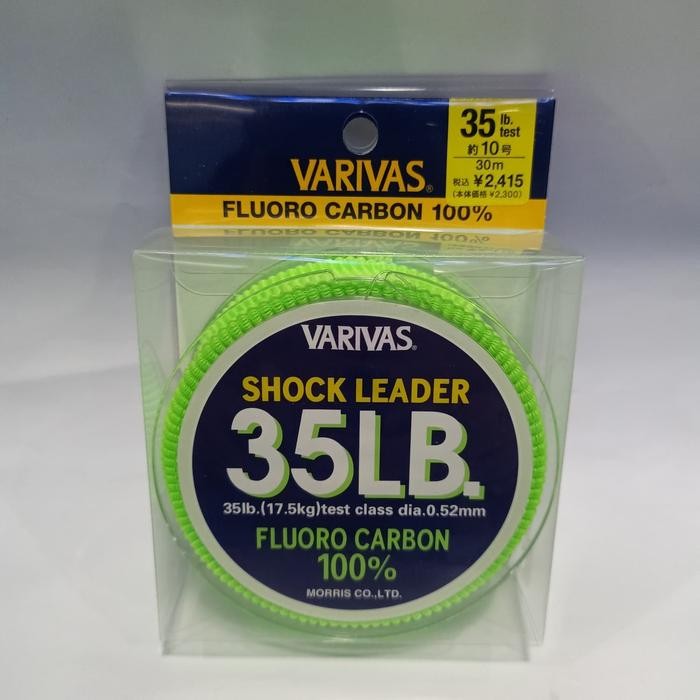 35 lb. test
約10号
30m
税込 ¥2,415
(本体価格 ¥2,300)
VARIVAS®
FLUORO CARBON 100%
VARIVAS®
SHOCK LEADER
35LB.
35lb.(17.5kg)test class dia.0.52mm
FLUORO CARBON
100%
MORRIS CO.,LTD.